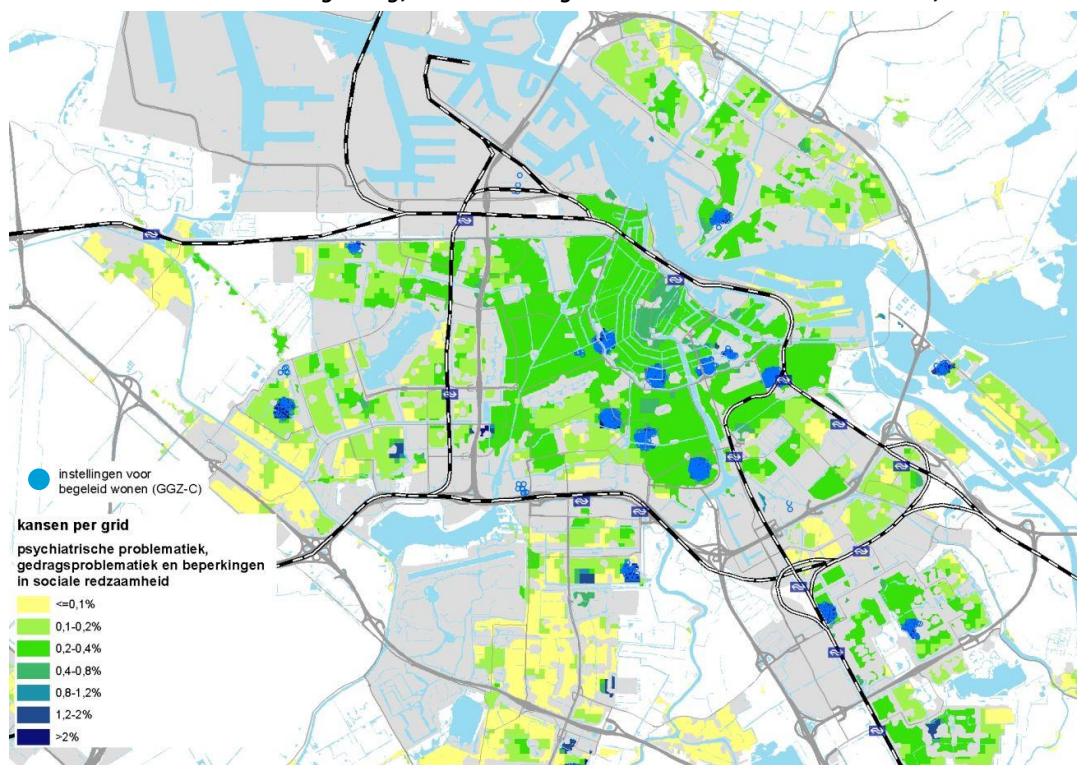 instellingen voor
begeleid wonen (GGZ-C)
kansen per grid
psychiatrische problematiek,
gedragsproblematiek en beperkingen
in sociale redzaamheid
<=0,1%
0,1-0,2%
0,2-0,4%
0,4-0,8%
0,8-1,2%
1,2-2%
>2%